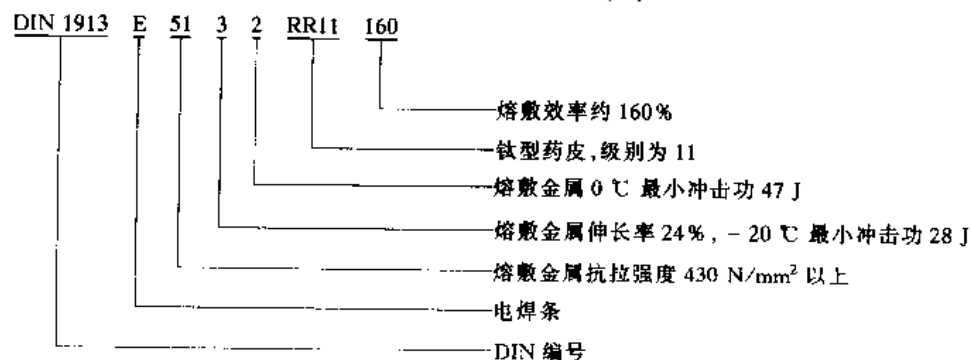 DIN 1913 E 51 3 2 RR11 160
熔敷效率约 160%
钛型药皮,级别为 11
熔敷金属 0 ℃ 最小冲击功 47 J
熔敷金属伸长率 24%, -20 ℃ 最小冲击功 28 J
熔敷金属抗拉强度 430 N/mm² 以上
电焊条
DIN 编号